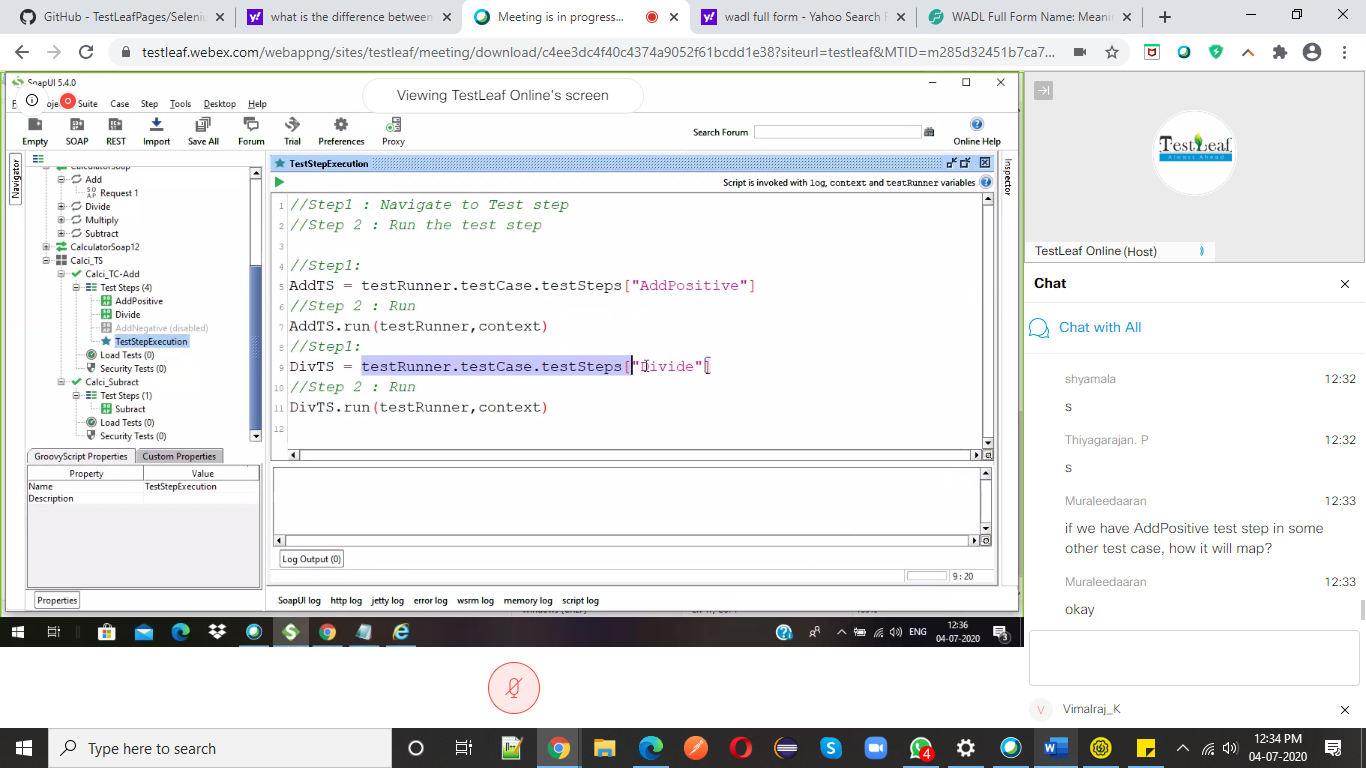 GitHub - TestLeafPages/Seleniu
what is the difference between
Meeting is in progress...
wadl full form - Yahoo Search F
WADL Full Form Name: Meani
testleaf.webex.com/webappng/sites/testleaf/meeting/download/c4ee3dc4f40c4374a9052f61bcdd1e38?siteurl=testleaf&MTID=m285d32451b7ca7...
SoapUI 5.4.0
Viewing TestLeaf Online's screen
Suite Case Step Tools Desktop Help
Empty SOAP REST Import Save All Forum Trial Preferences Proxy
Search Forum
Online Help
Navigator
CalculatorSoap
Add
Request 1
Divide
Multiply
Subtract
CalculatorSoap12
Calci_TS
Calci_TC-Add
Test Steps (4)
AddPositive
Divide
AddNegative (disabled)
TestStepExecution
Load Tests (0)
Security Tests (0)
Calci_Subract
Test Steps (1)
Subract
Load Tests (0)
Security Tests (0)
GroovyScript Properties Custom Properties
Property Value
Name TestStepExecution
Description
Properties
TestStepExecution
Inspector
Script is invoked with log, context and testRunner variables
1 //Step1 : Navigate to Test step
2 //Step 2 : Run the test step
3
4 //Step1:
5 AddTS = testRunner.testCase.testSteps["AddPositive"]
6 //Step 2 : Run
7 AddTS.run(testRunner,context)
8 //Step1:
9 DivTS = testRunner.testCase.testSteps["Divide"]
10 //Step 2 : Run
11 DivTS.run(testRunner,context)
12
Log Output (0)
9 : 20
SoapUI log http log jetty log error log wsrm log memory log script log
ENG
12:36
04-07-2020
3
TestLeaf
Always Ahead
TestLeaf Online (Host)
Chat
Chat with All
shyamala 12:32
s
Thiyagarajan. P 12:32
s
Muraleedaaran 12:33
if we have AddPositive test step in some
other test case, how it will map?
Muraleedaaran 12:33
okay
V Vimalraj_K
Type here to search
4
12:34 PM
04-07-2020